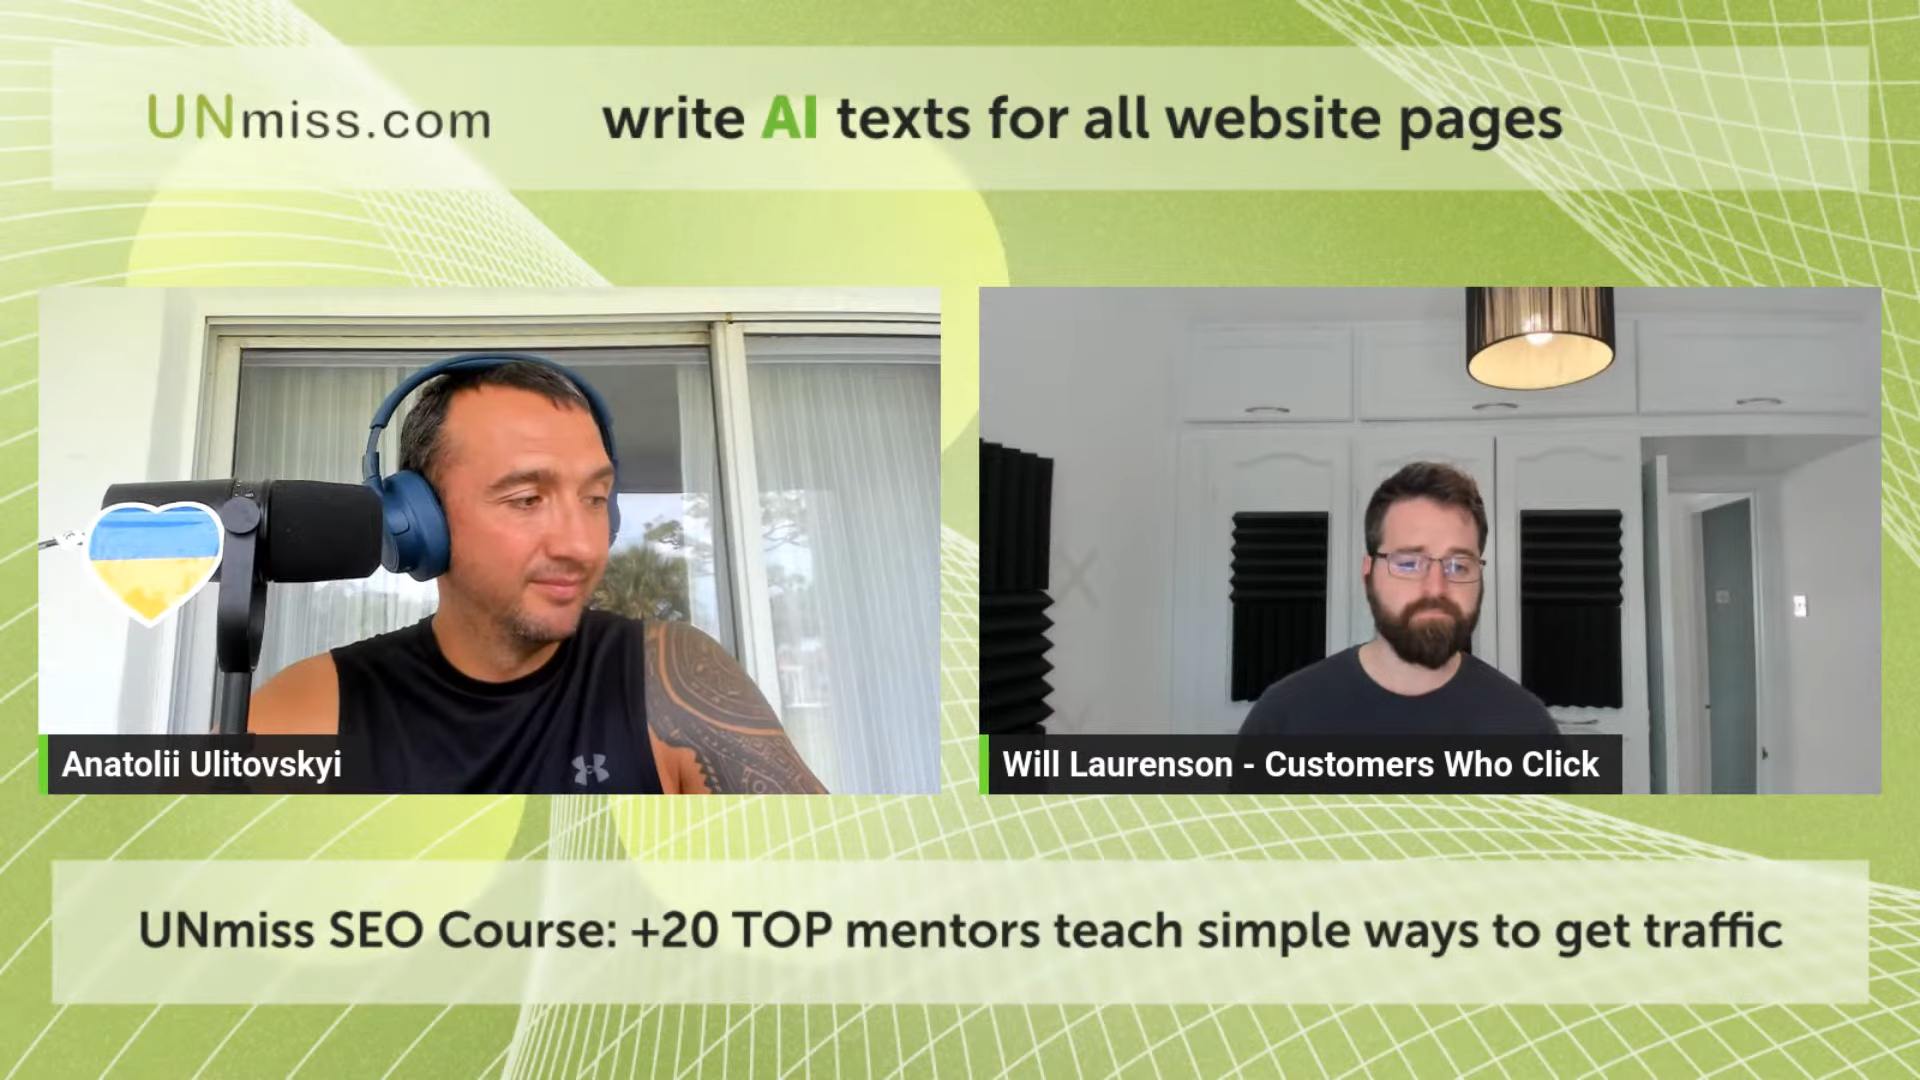 UNmiss.com
write AI texts for all website pages
Anatolii Ulitovskyi
Will Laurenson - Customers Who Click
UNmiss SEO Course: +20 TOP mentors teach simple ways to get traffic